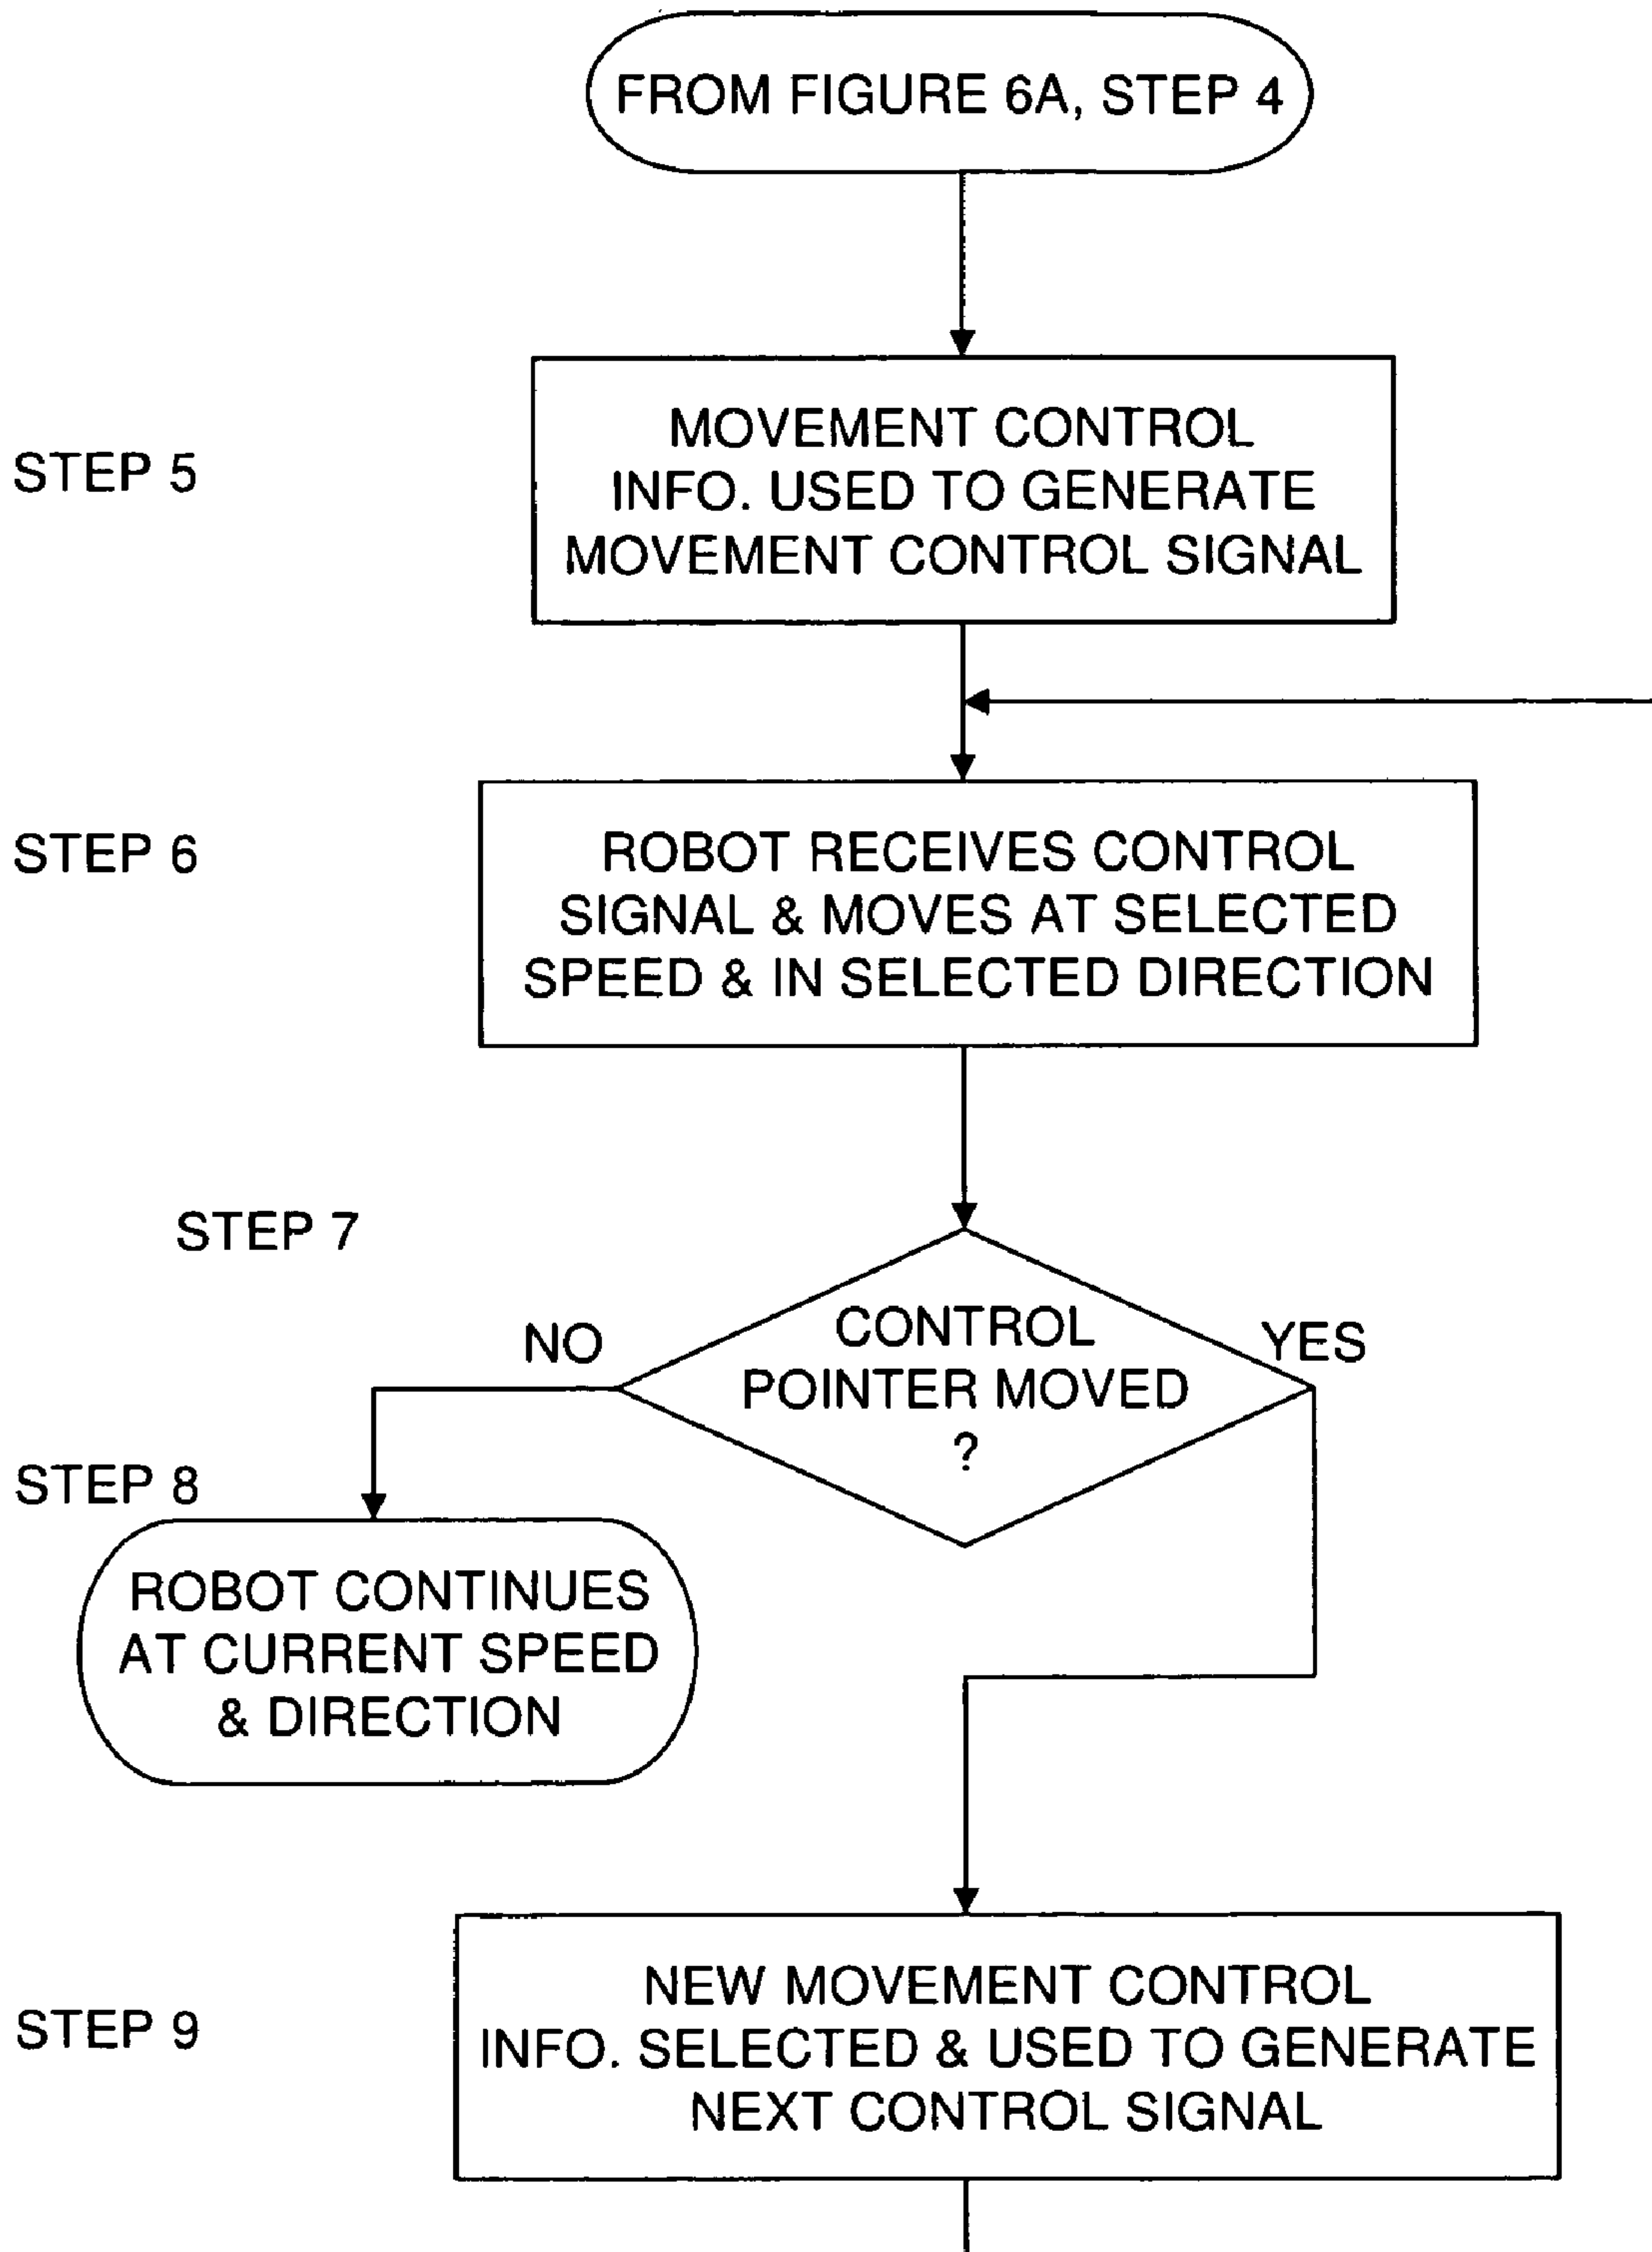 FROM FIGURE 6A, STEP 4
STEP 5
MOVEMENT CONTROL
INFO. USED TO GENERATE
MOVEMENT CONTROL SIGNAL
STEP 6
ROBOT RECEIVES CONTROL
SIGNAL & MOVES AT SELECTED
SPEED & IN SELECTED DIRECTION
STEP 7
NO
CONTROL
POINTER MOVED
?
YES
STEP 8
ROBOT CONTINUES
AT CURRENT SPEED
& DIRECTION
STEP 9
NEW MOVEMENT CONTROL
INFO. SELECTED & USED TO GENERATE
NEXT CONTROL SIGNAL